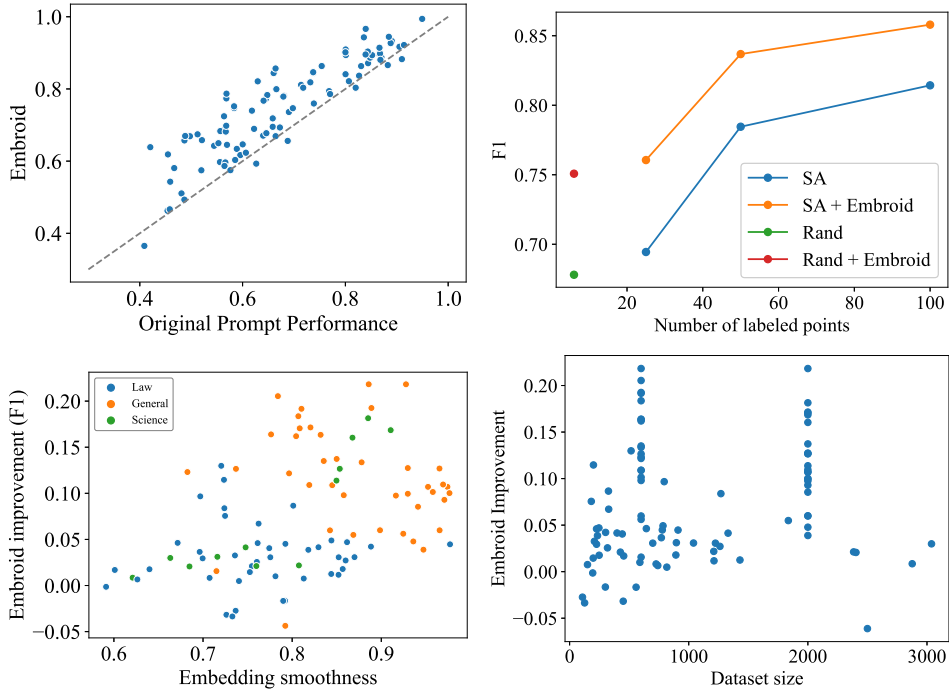 1.0
0.8
0.6
0.4
Embroid
0.4 0.6 0.8 1.0
Original Prompt Performance
0.85
0.80
0.75
0.70
F1
SA
SA + Embroid
Rand
Rand + Embroid
20 40 60 80 100
Number of labeled points
0.20
0.15
0.10
0.05
0.00
−0.05
Embroid improvement (F1)
Law
General
Science
0.6 0.7 0.8 0.9
Embedding smoothness
0.20
0.15
0.10
0.05
0.00
−0.05
Embroid Improvement
0 1000 2000 3000
Dataset size